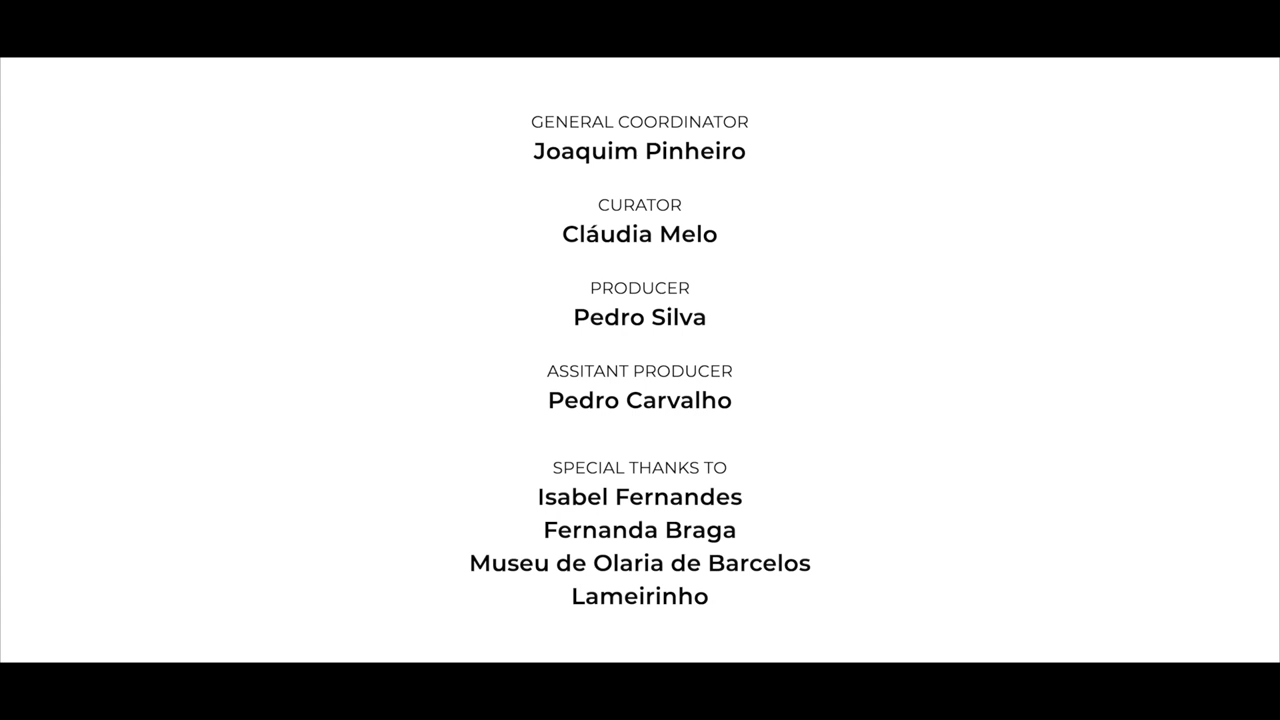 GENERAL COORDINATOR
Joaquim Pinheiro
CURATOR
Cláudia Melo
PRODUCER
Pedro Silva
ASSITANT PRODUCER
Pedro Carvalho
SPECIAL THANKS TO
Isabel Fernandes
Fernanda Braga
Museu de Olaria de Barcelos
Lameirinho